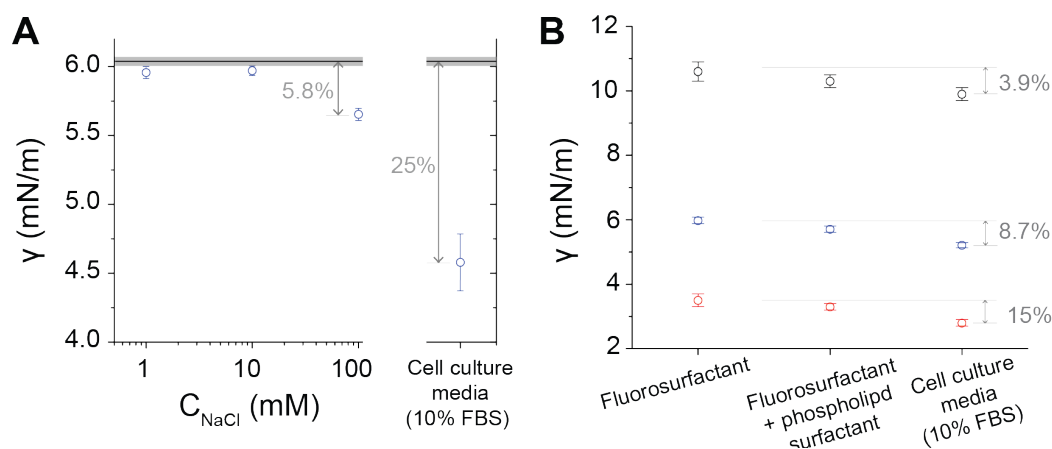 A
6.0
5.5
5.0
4.5
4.0
γ (mN/m)
5.8%
25%
1
10
100
C_NaCl (mM)
Cell culture
media
(10% FBS)
B
12
10
8
6
4
2
γ (mN/m)
3.9%
8.7%
15%
Fluorosurfactant
Fluorosurfactant
+ phospholipd
surfactant
Cell culture
media
(10% FBS)